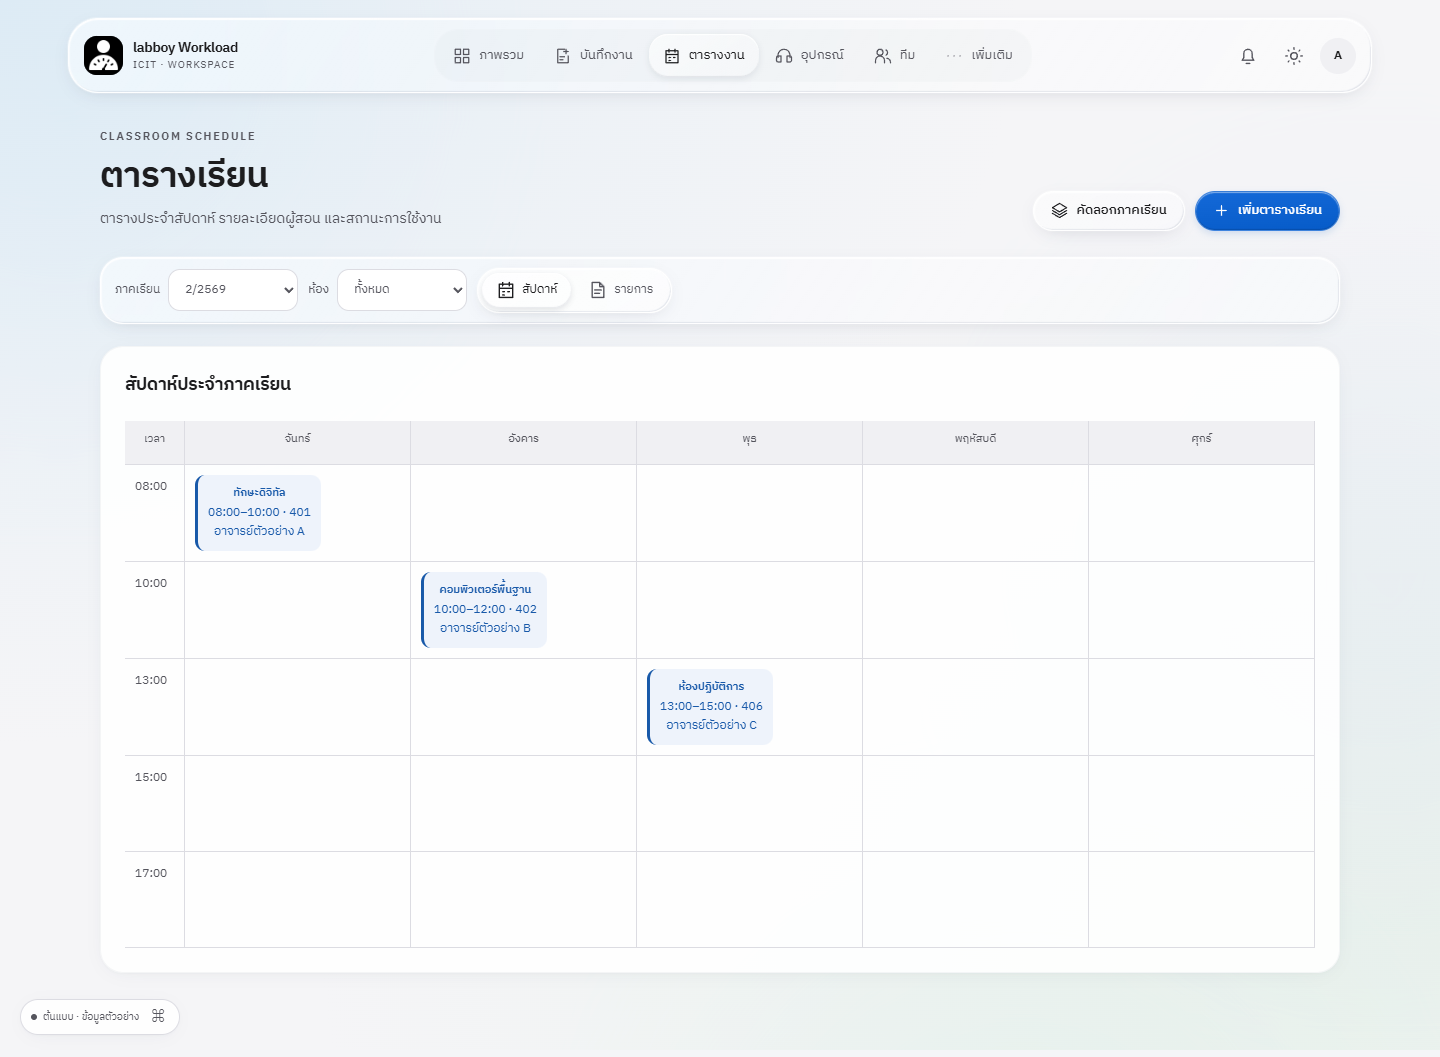 labboy Workload
ICIT · WORKSPACE
ภาพรวม
บันทึกงาน
ตารางงาน
อุปกรณ์
ทีม
เพิ่มเติม
A
CLASSROOM SCHEDULE
ตารางเรียน
ตารางประจำสัปดาห์ รายละเอียดผู้สอน และสถานะการใช้งาน
คัดลอกภาคเรียน
เพิ่มตารางเรียน
ภาคเรียน
2/2569
ห้อง
ทั้งหมด
สัปดาห์
รายการ
สัปดาห์ประจำภาคเรียน
เวลา
จันทร์
อังคาร
พุธ
พฤหัสบดี
ศุกร์
08:00
ทักษะดิจิทัล
08:00–10:00 · 401
อาจารย์ตัวอย่าง A
10:00
คอมพิวเตอร์พื้นฐาน
10:00–12:00 · 402
อาจารย์ตัวอย่าง B
13:00
ห้องปฏิบัติการ
13:00–15:00 · 406
อาจารย์ตัวอย่าง C
15:00
17:00
ต้นแบบ · ข้อมูลตัวอย่าง ⌘